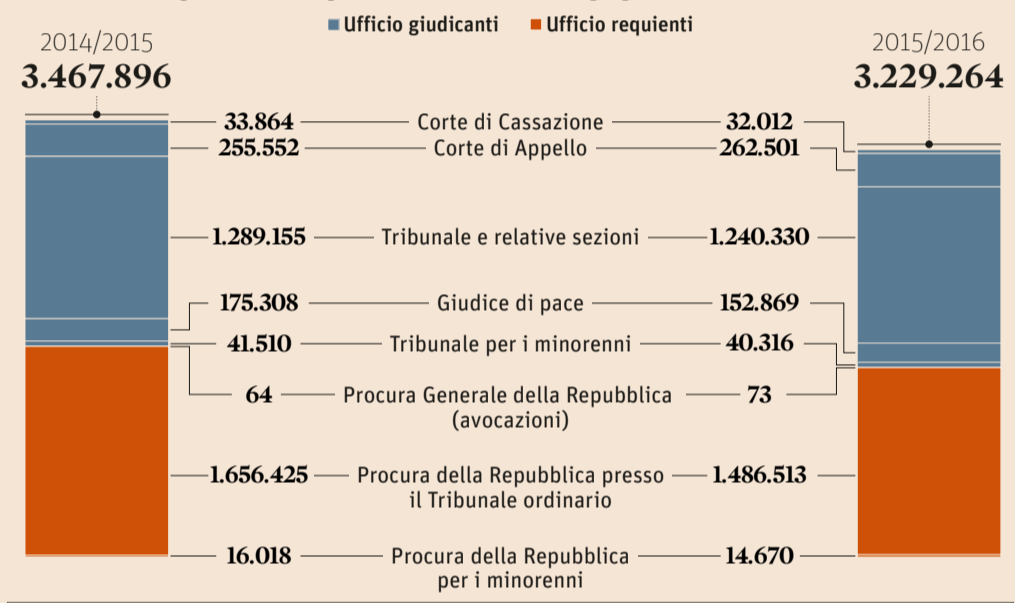 Ufficio giudicanti Ufficio requienti
2014/2015 2015/2016
3.467.896 3.229.264
33.864 Corte di Cassazione 32.012
255.552 Corte di Appello 262.501
1.289.155 Tribunale e relative sezioni 1.240.330
175.308 Giudice di pace 152.869
41.510 Tribunale per i minorenni 40.316
64 Procura Generale della Repubblica 73
(avocazioni)
1.656.425 Procura della Repubblica presso 1.486.513
il Tribunale ordinario
16.018 Procura della Repubblica 14.670
per i minorenni